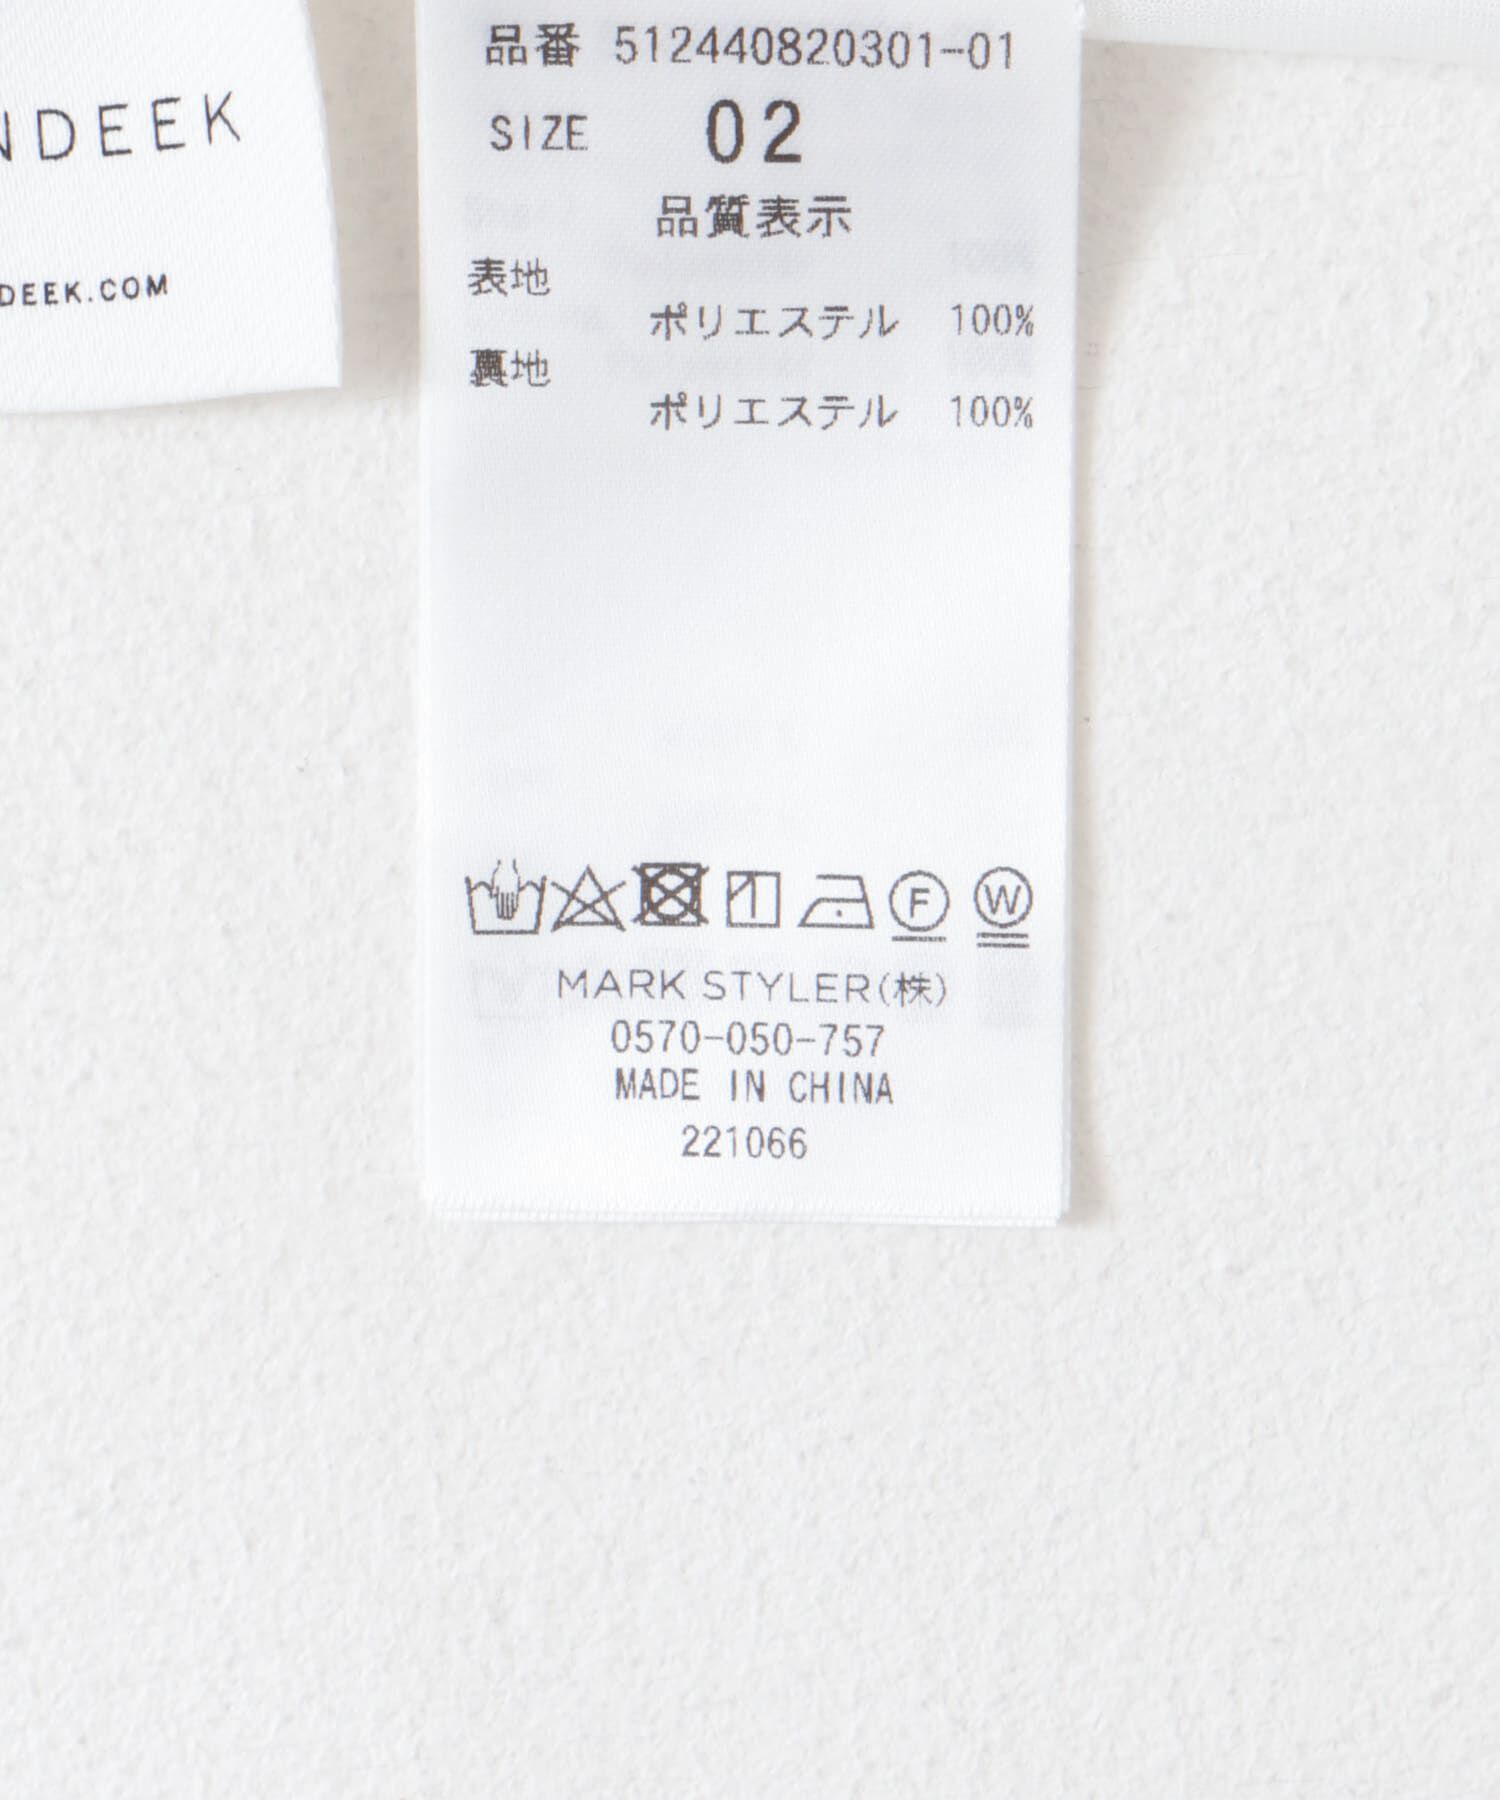 NDEEK
DEEK.COM
品番 512440820301-01
SIZE 02
品質表示
表地
ポリエステル 100%
裏地
ポリエステル 100%
F W
MARK STYLER(株)
0570-050-757
MADE IN CHINA
221066